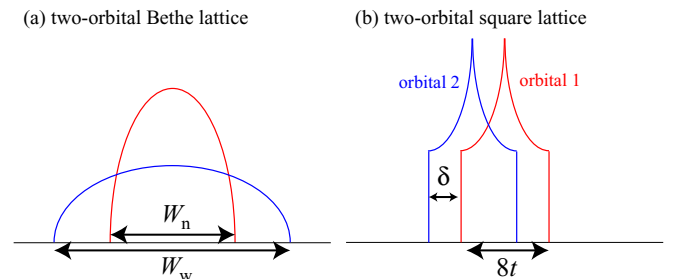 (a) two-orbital Bethe lattice
(b) two-orbital square lattice
orbital 2
orbital 1
δ
Wn
Ww
8t